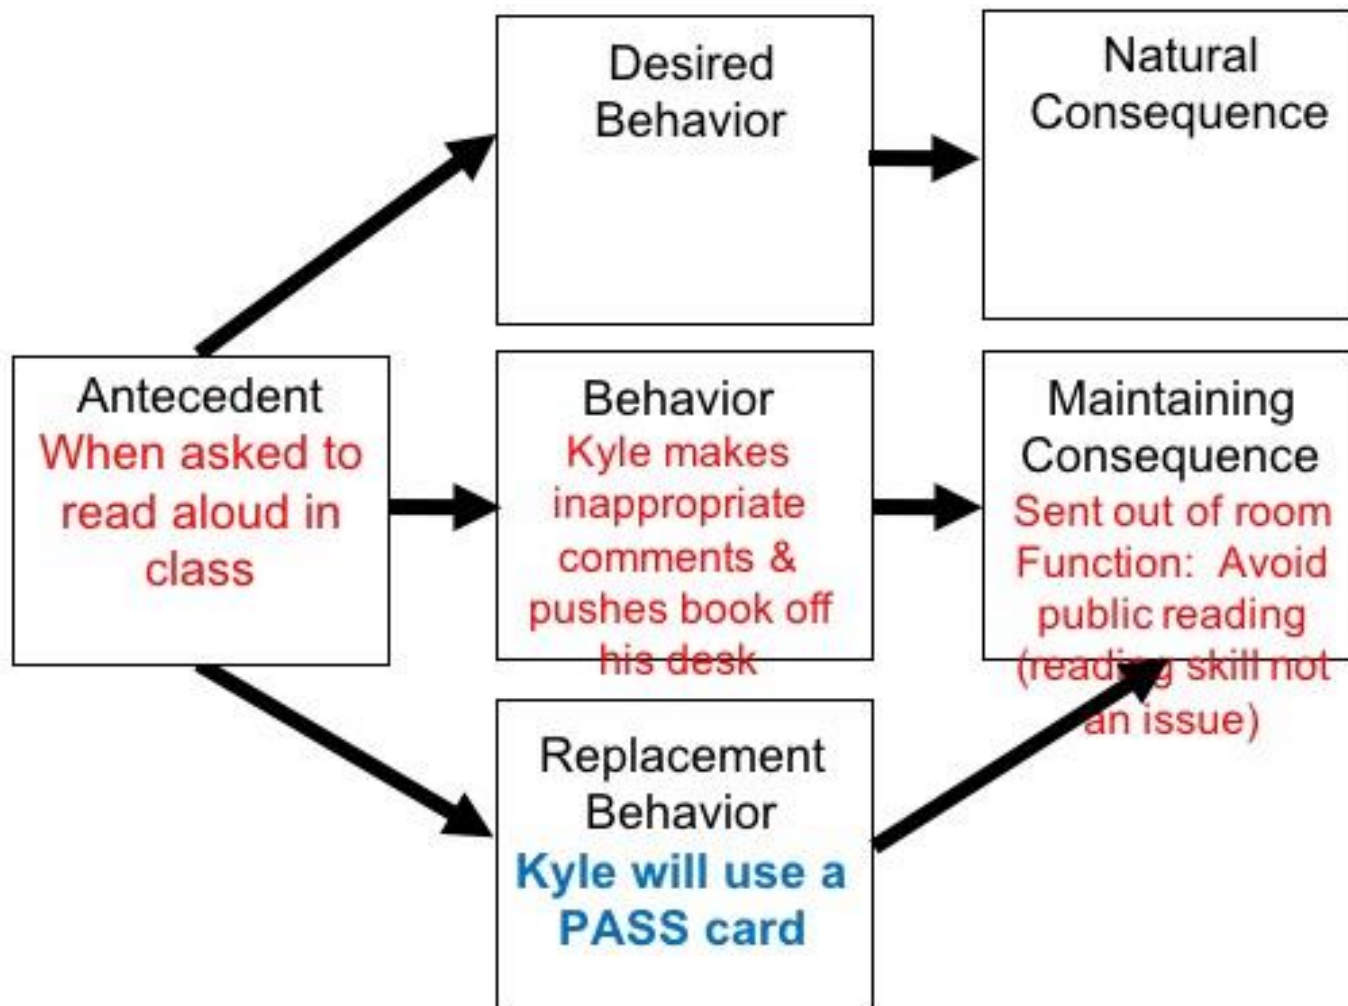 Desired
Behavior
Natural
Consequence
Antecedent
When asked to
read aloud in
class
Behavior
Kyle makes
inappropriate
comments &
pushes book off
his desk
Maintaining
Consequence
Sent out of room
Function: Avoid
public reading
(reading skill not
an issue)
Replacement
Behavior
Kyle will use a
PASS card